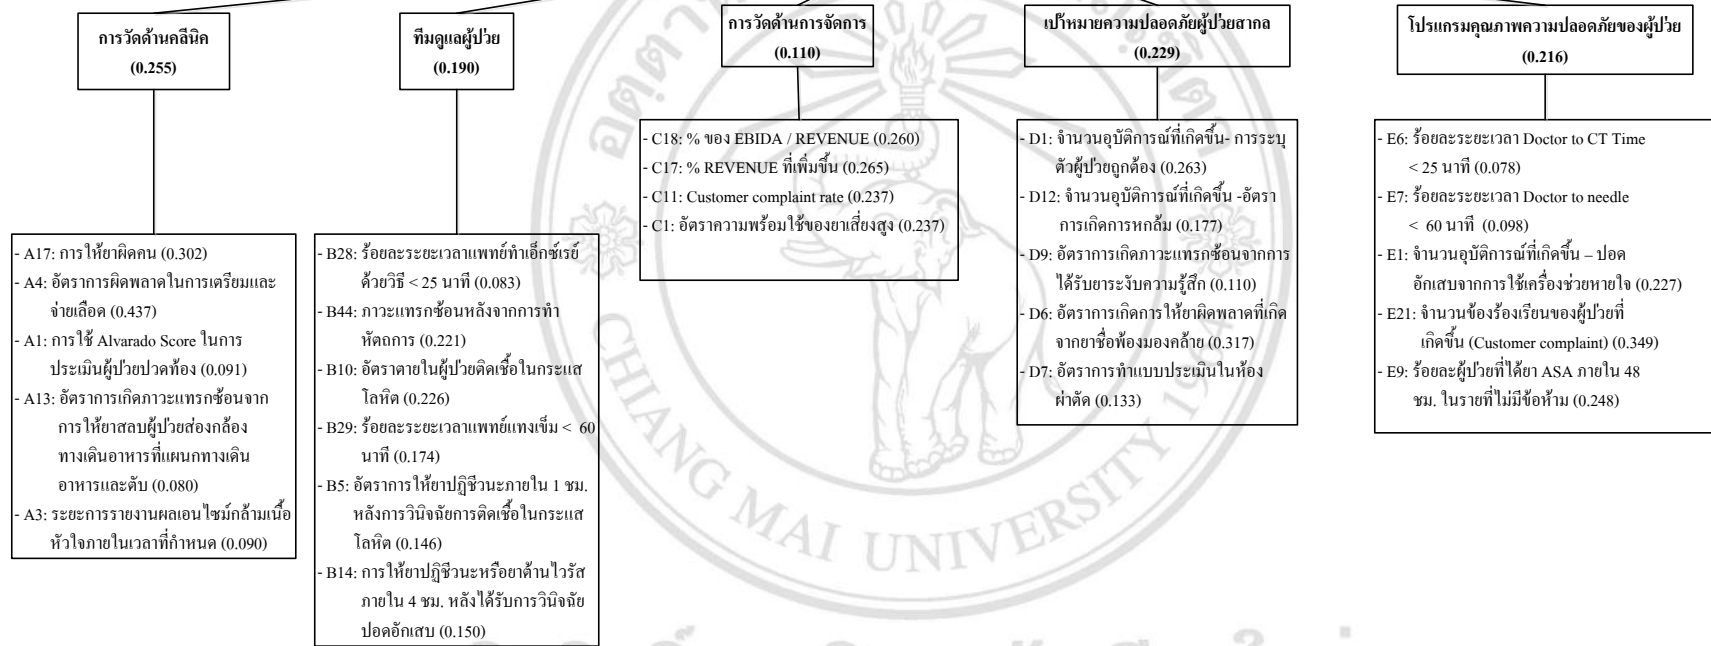 การวัดด้านคลีนิค
(0.255)
ทีมดูแลผู้ป่วย
(0.190)
การวัดด้านการจัดการ
(0.110)
เป้าหมายความปลอดภัยผู้ป่วยสากล
(0.229)
โปรแกรมคุณภาพความปลอดภัยของผู้ป่วย
(0.216)
- A17: การให้ยาผิดคน (0.302)
- A4: อัตราการผิดพลาดในการเตรียมและ
จ่ายเลือด (0.437)
- A1: การใช้ Alvarado Score ในการ
ประเมินผู้ป่วยปวดท้อง (0.091)
- A13: อัตราการเกิดภาวะแทรกซ้อนจาก
การให้ยาสลบผู้ป่วยส่องกล้อง
ทางเดินอาหารที่แผนกทางเดิน
อาหารและตับ (0.080)
- A3: ระยะการรายงานผลเอนไซม์กล้ามเนื้อ
หัวใจภายในเวลาที่กำหนด (0.090)
- B28: ร้อยละระยะเวลาแพทย์ทำเอ็กซ์เรย์
ด้วยวิธี < 25 นาที (0.083)
- B44: ภาวะแทรกซ้อนหลังจากการทำ
หัตถการ (0.221)
- B10: อัตราตายในผู้ป่วยติดเชื้อในกระแส
โลหิต (0.226)
- B29: ร้อยละระยะเวลาแพทย์แทงเข็ม < 60
นาที (0.174)
- B5: อัตราการให้ยาปฏิชีวนะภายใน 1 ชม.
หลังการวินิจฉัยการติดเชื้อในกระแส
โลหิต (0.146)
- B14: การให้ยาปฏิชีวนะหรือยาต้านไวรัส
ภายใน 4 ชม. หลังได้รับการวินิจฉัย
ปอดอักเสบ (0.150)
- C18: % ของ EBIDA / REVENUE (0.260)
- C17: % REVENUE ที่เพิ่มขึ้น (0.265)
- C11: Customer complaint rate (0.237)
- C1: อัตราความพร้อมใช้ของยาเสี่ยงสูง (0.237)
- D1: จำนวนอุบัติการณ์ที่เกิดขึ้น- การระบุ
ตัวผู้ป่วยถูกต้อง (0.263)
- D12: จำนวนอุบัติการณ์ที่เกิดขึ้น -อัตรา
การเกิดการหกล้ม (0.177)
- D9: อัตราการเกิดภาวะแทรกซ้อนจากการ
ได้รับยาระงับความรู้สึก (0.110)
- D6: อัตราการเกิดการให้ยาผิดพลาดที่เกิด
จากยาชื่อพ้องมองคล้าย (0.317)
- D7: อัตราการทำแบบประเมินในห้อง
ผ่าตัด (0.133)
- E6: ร้อยละระยะเวลา Doctor to CT Time
< 25 นาที (0.078)
- E7: ร้อยละระยะเวลา Doctor to needle
< 60 นาที (0.098)
- E1: จำนวนอุบัติการณ์ที่เกิดขึ้น – ปอด
อักเสบจากการใช้เครื่องช่วยหายใจ (0.227)
- E21: จำนวนข้องร้องเรียนของผู้ป่วยที่
เกิดขึ้น (Customer complaint) (0.349)
- E9: ร้อยละผู้ป่วยที่ได้ยา ASA ภายใน 48
ชม. ในรายที่ไม่มีข้อห้าม (0.248)
CHIANG MAI UNIVERSITY 1964